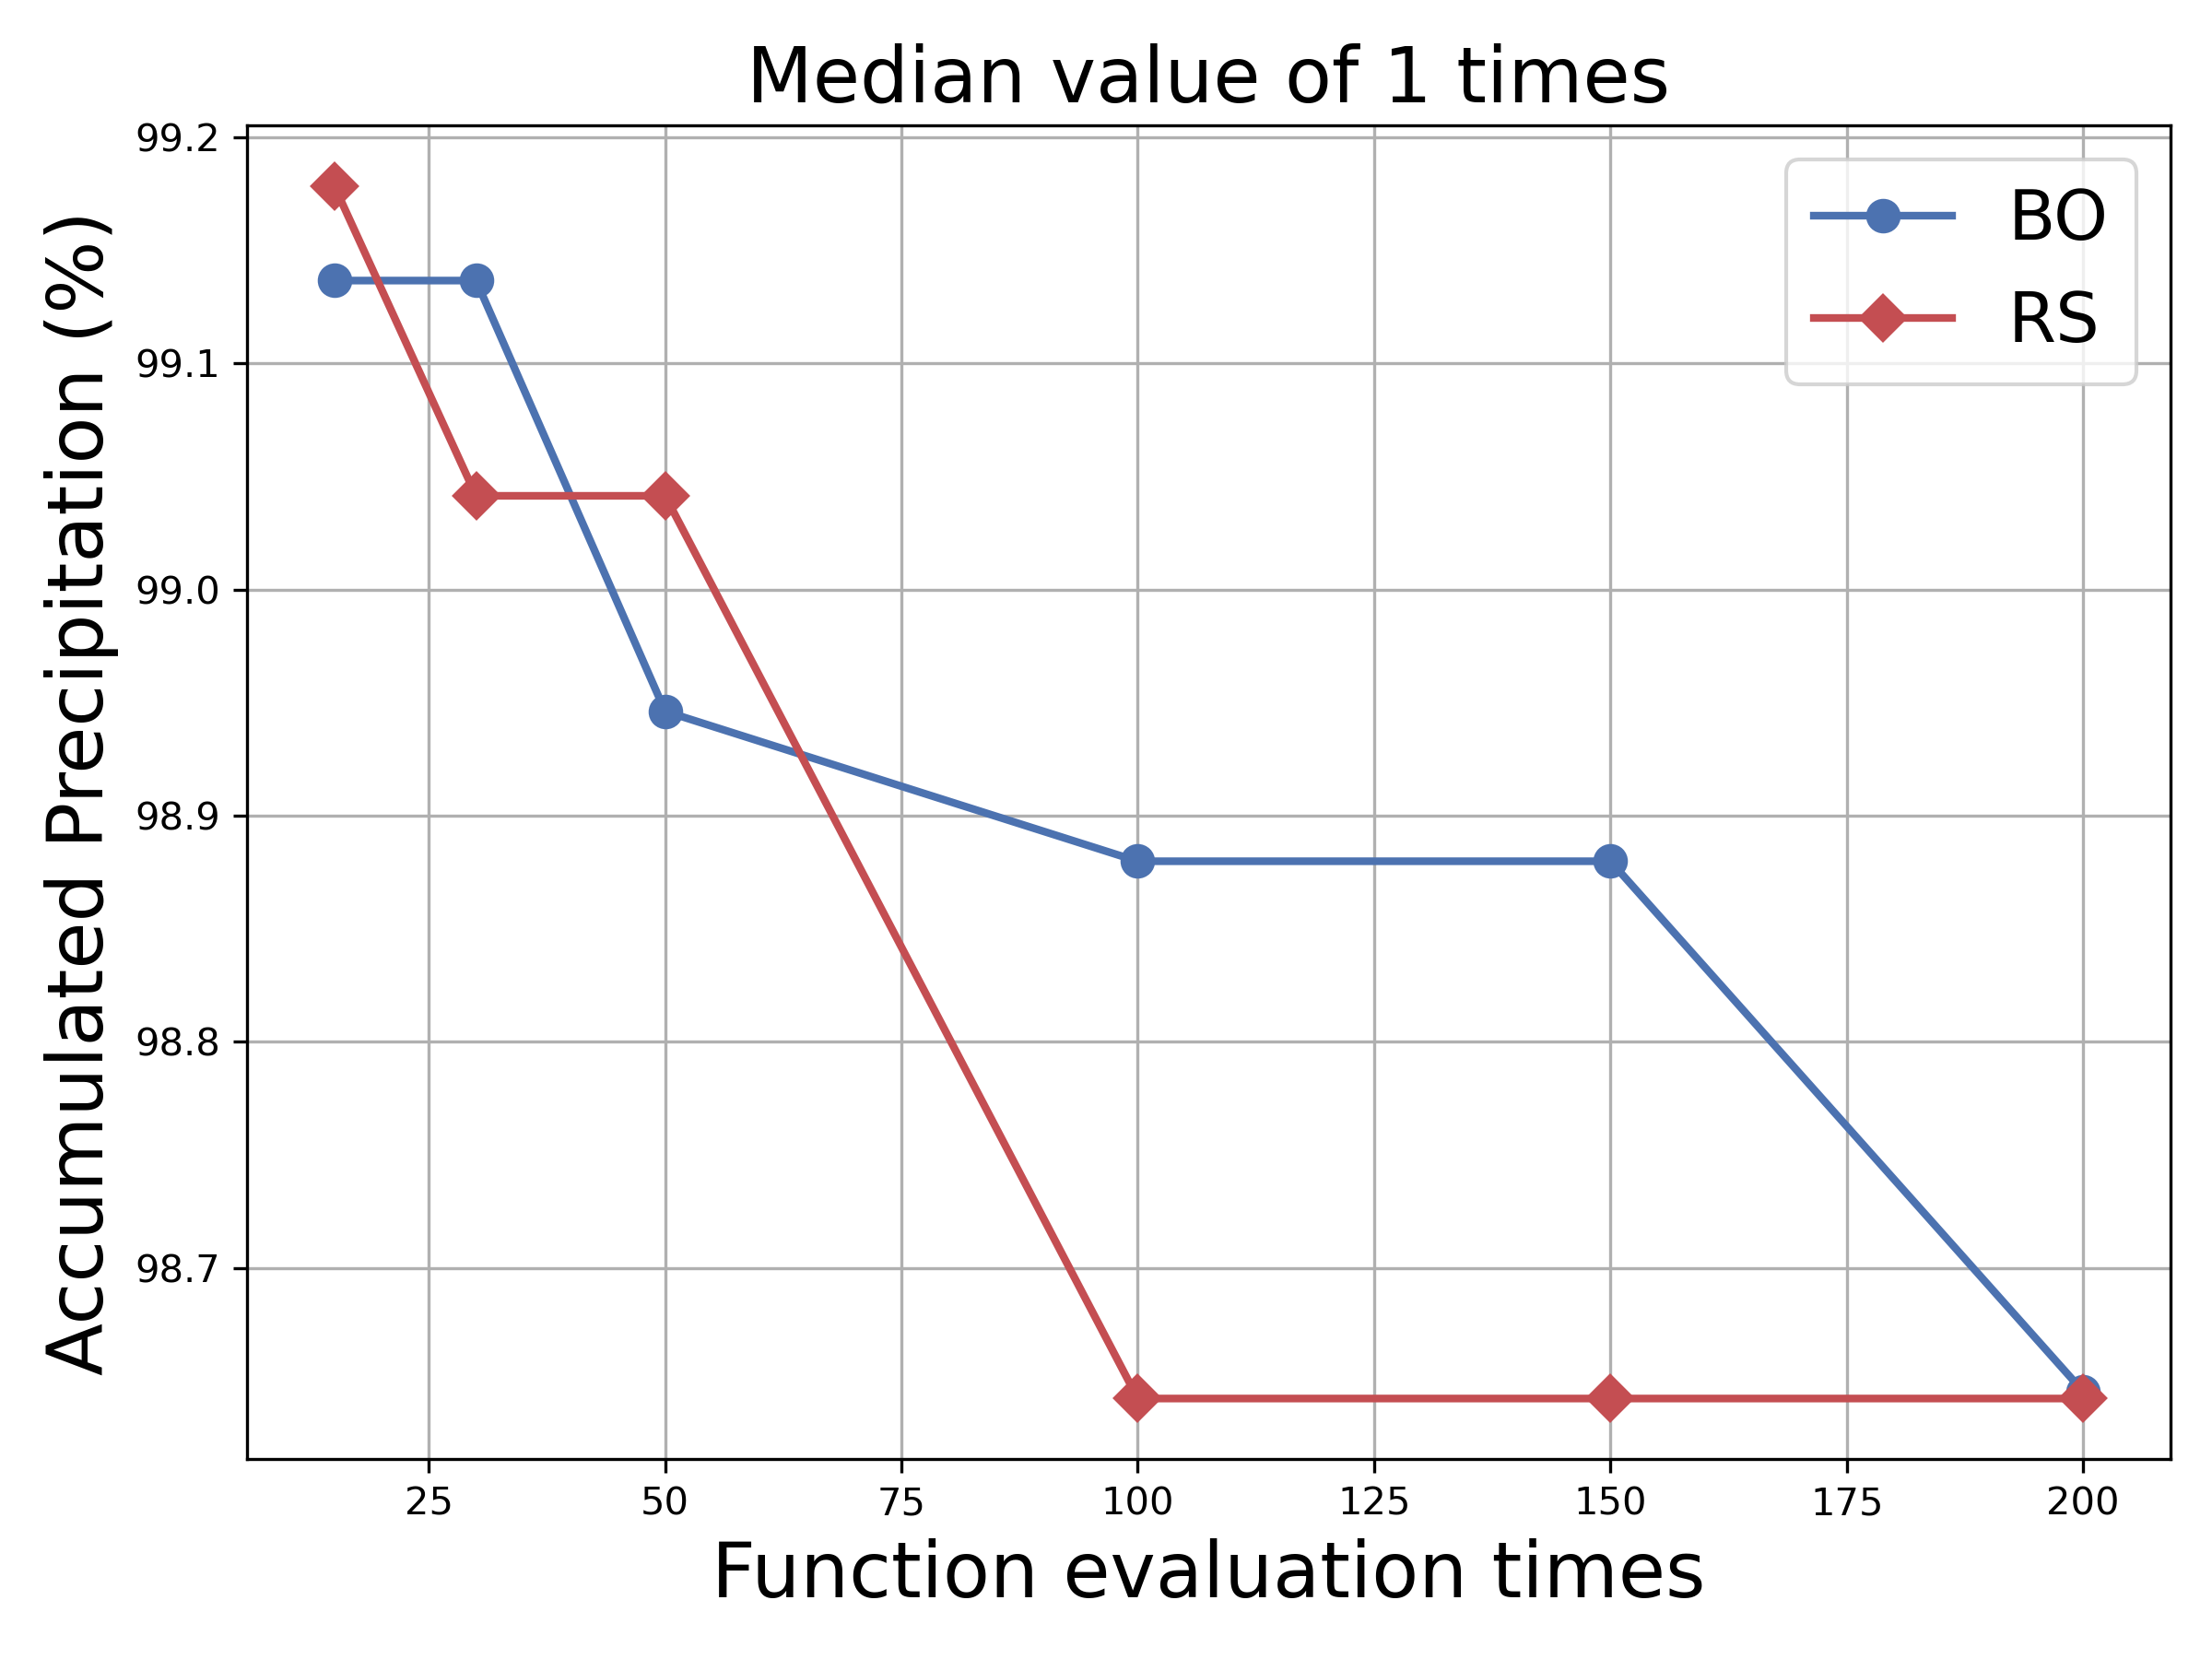 Median value of 1 times
BO
RS
Accumulated Precipitation (%)
99.2
99.1
99.0
98.9
98.8
98.7
25 50 75 100 125 150 175 200
Function evaluation times